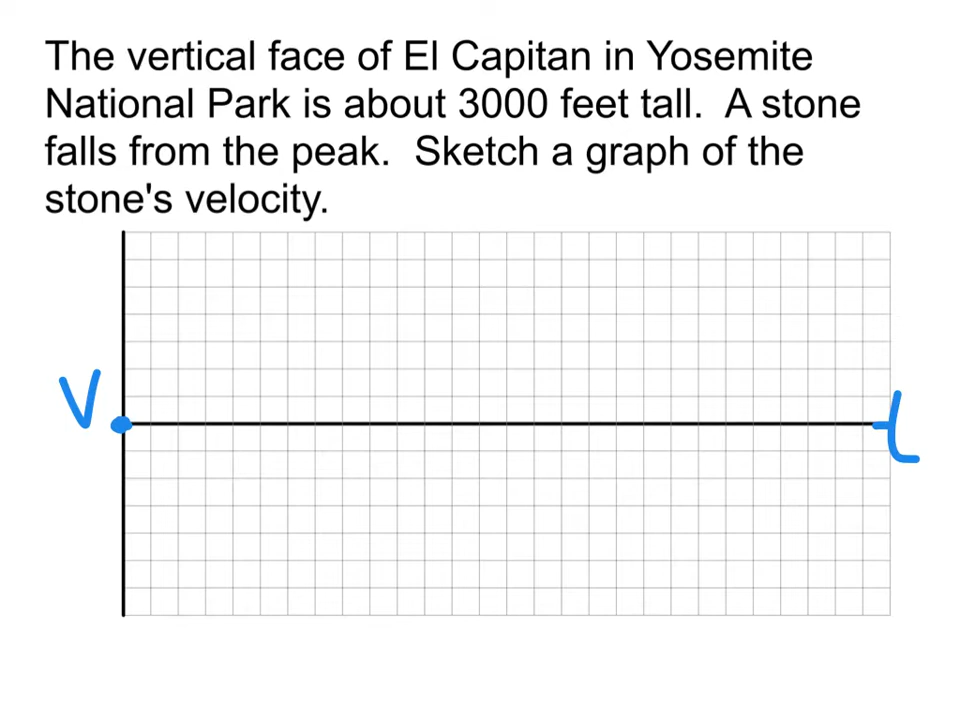 The vertical face of El Capitan in Yosemite
National Park is about 3000 feet tall.  A stone
falls from the peak.  Sketch a graph of the
stone's velocity.
V
t